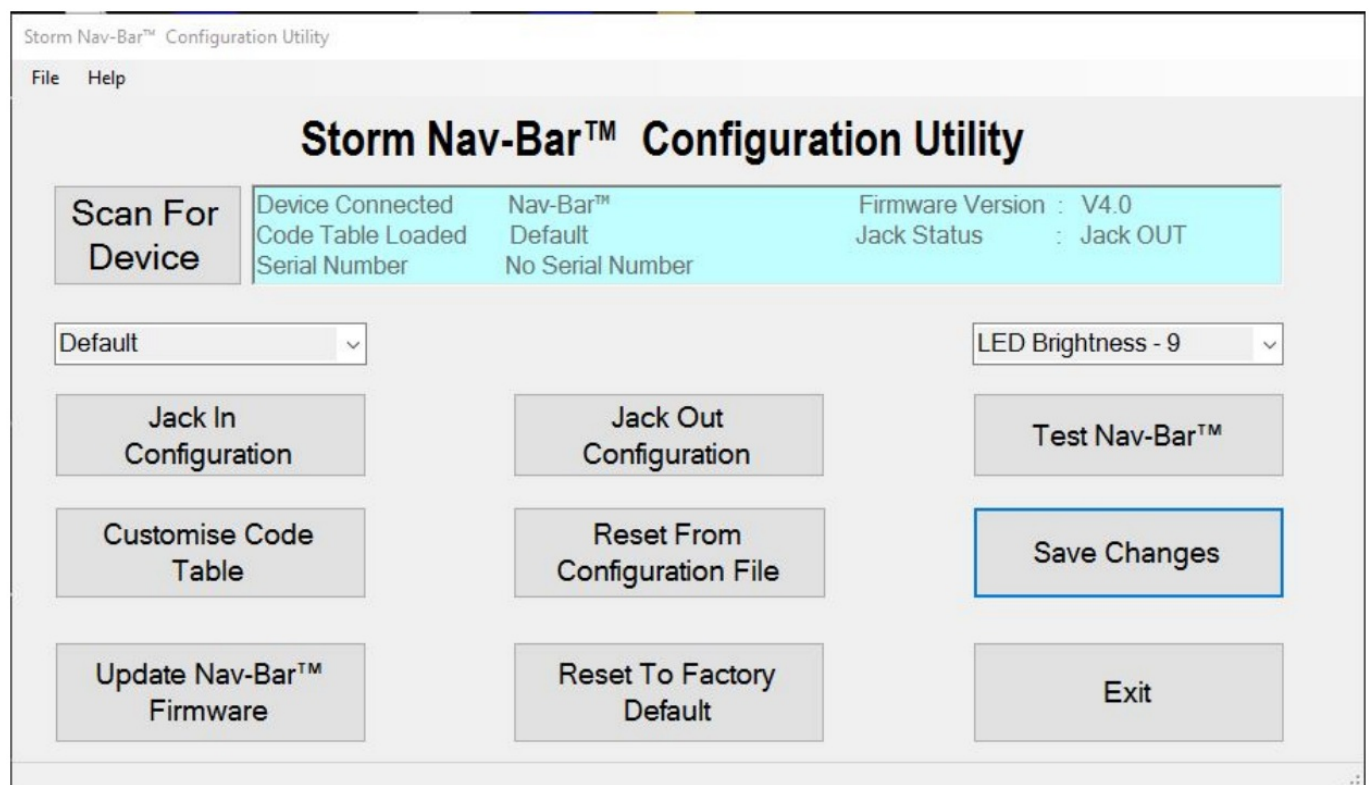 Storm Nav-Bar™ Configuration Utility
File Help
Storm Nav-Bar™ Configuration Utility
Scan For
Device
Device Connected Nav-Bar™ Firmware Version : V4.0
Code Table Loaded Default Jack Status : Jack OUT
Serial Number No Serial Number
Default
LED Brightness - 9
Jack In
Configuration
Jack Out
Configuration
Test Nav-Bar™
Customise Code
Table
Reset From
Configuration File
Save Changes
Update Nav-Bar™
Firmware
Reset To Factory
Default
Exit